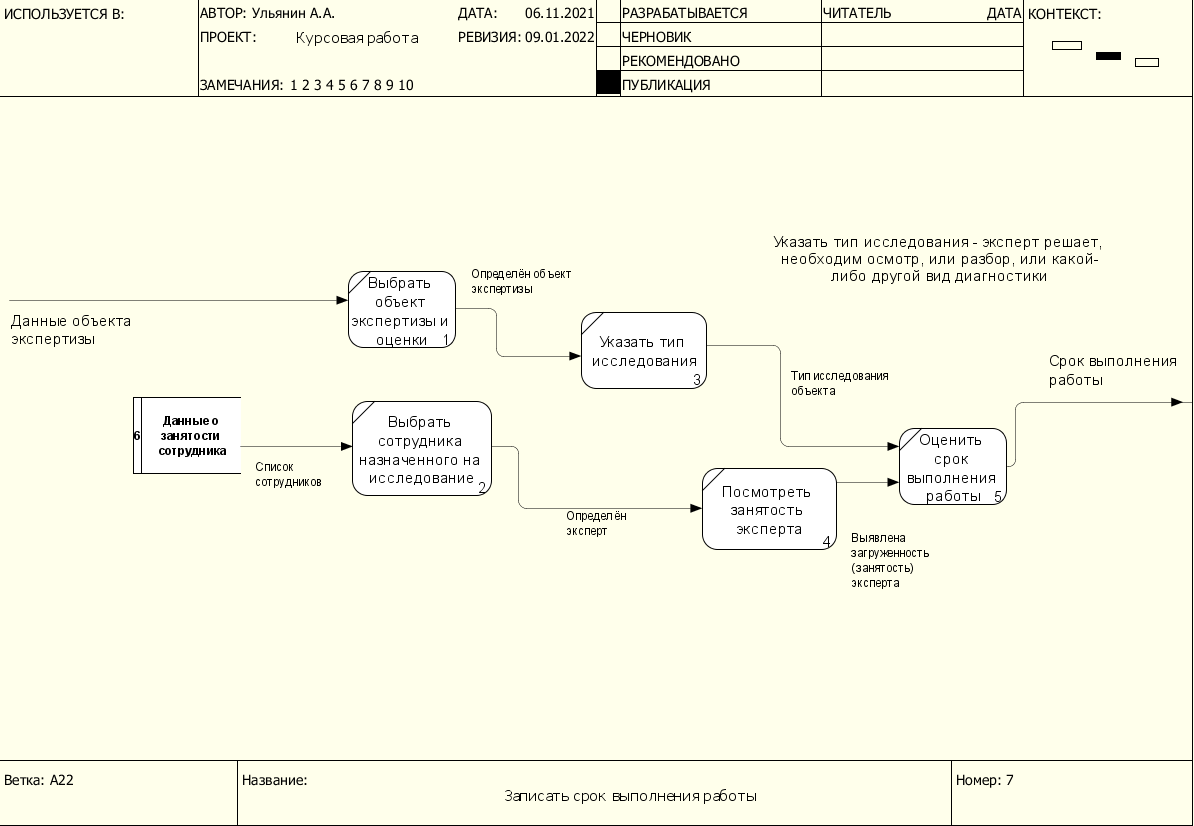 ИСПОЛЬЗУЕТСЯ В:
АВТОР: Ульянин А.А.
ДАТА: 06.11.2021
РАЗРАБАТЫВАЕТСЯ
ЧИТАТЕЛЬ
ДАТА
КОНТЕКСТ:
ПРОЕКТ: Курсовая работа
РЕВИЗИЯ: 09.01.2022
ЧЕРНОВИК
РЕКОМЕНДОВАНО
ЗАМЕЧАНИЯ: 1 2 3 4 5 6 7 8 9 10
ПУБЛИКАЦИЯ
Указать тип исследования - эксперт решает,
необходим осмотр, или разбор, или какой-
либо другой вид диагностики
Данные объекта
экспертизы
Выбрать
объект
экспертизы и
оценки 1
Определён объект
экспертизы
Указать тип
исследования
3
Тип исследования
объекта
Срок выполнения
работы
6
Данные о
занятости
сотрудника
Список
сотрудников
Выбрать
сотрудника
назначенного на
исследование 2
Определён
эксперт
Посмотреть
занятость
эксперта
4
Выявлена
загруженность
(занятость)
эксперта
Оценить
срок
выполнения
работы 5
Ветка: A22
Название:
Записать срок выполнения работы
Номер: 7